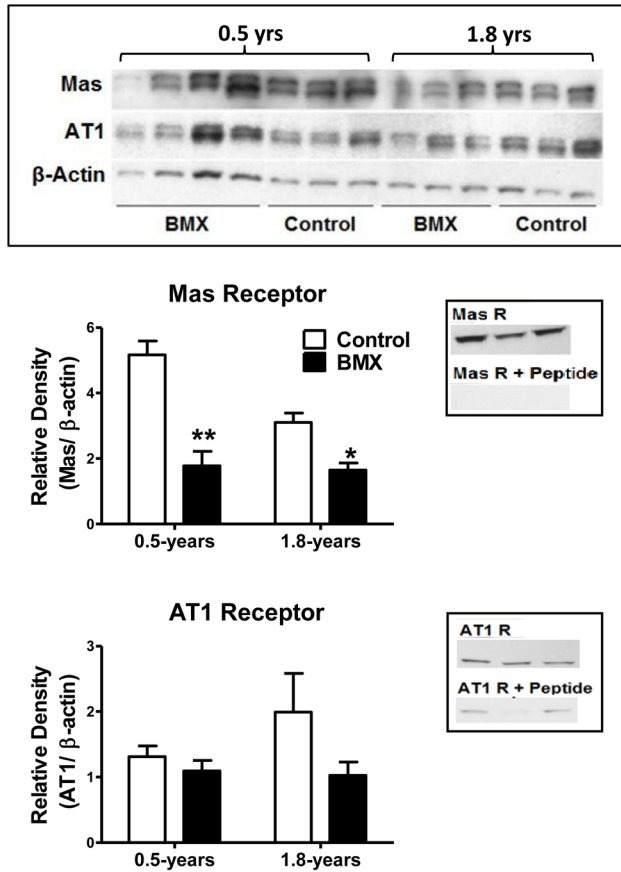 0.5 yrs 1.8 yrs
Mas
AT1
β-Actin
BMX Control BMX Control
Mas Receptor
Relative Density
(Mas/ β-actin)
6
4
2
0
Control
BMX
**
*
0.5-years 1.8-years
Mas R
Mas R + Peptide
AT1 Receptor
Relative Density
(AT1/ β-actin)
3
2
1
0
0.5-years 1.8-years
AT1 R
AT1 R + Peptide